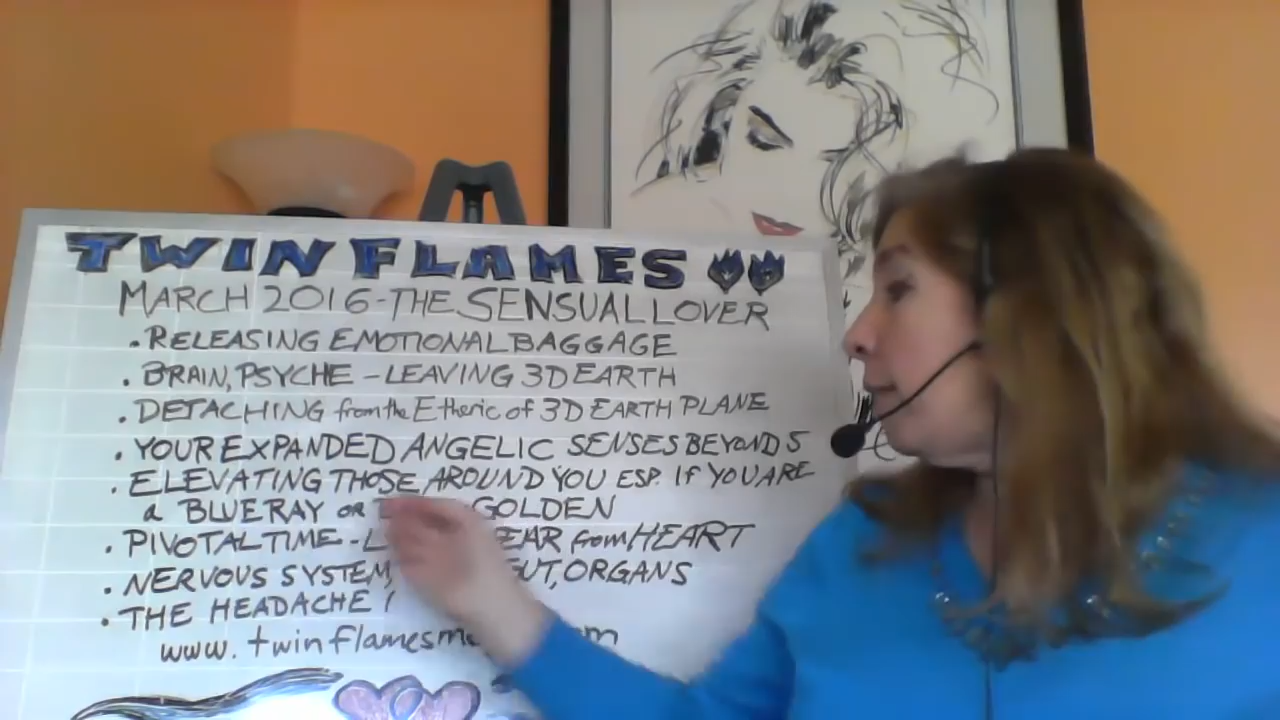 TWIN FLAMES
MARCH 2016-THE SENSUAL LOVER
• RELEASING EMOTIONAL BAGGAGE
• BRAIN, PSYCHE - LEAVING 3D EARTH
• DETACHING from the Etheric of 3D EARTH PLANE
• YOUR EXPANDED ANGELIC SENSES BEYOND 5
• ELEVATING THOSE AROUND YOU ESP. IF YOU ARE
a BLUERAY OR GOLDEN
• PIVOTAL TIME - from HEART
• NERVOUS SYSTEM, ORGANS
• THE HEADACHE
www.twinflames